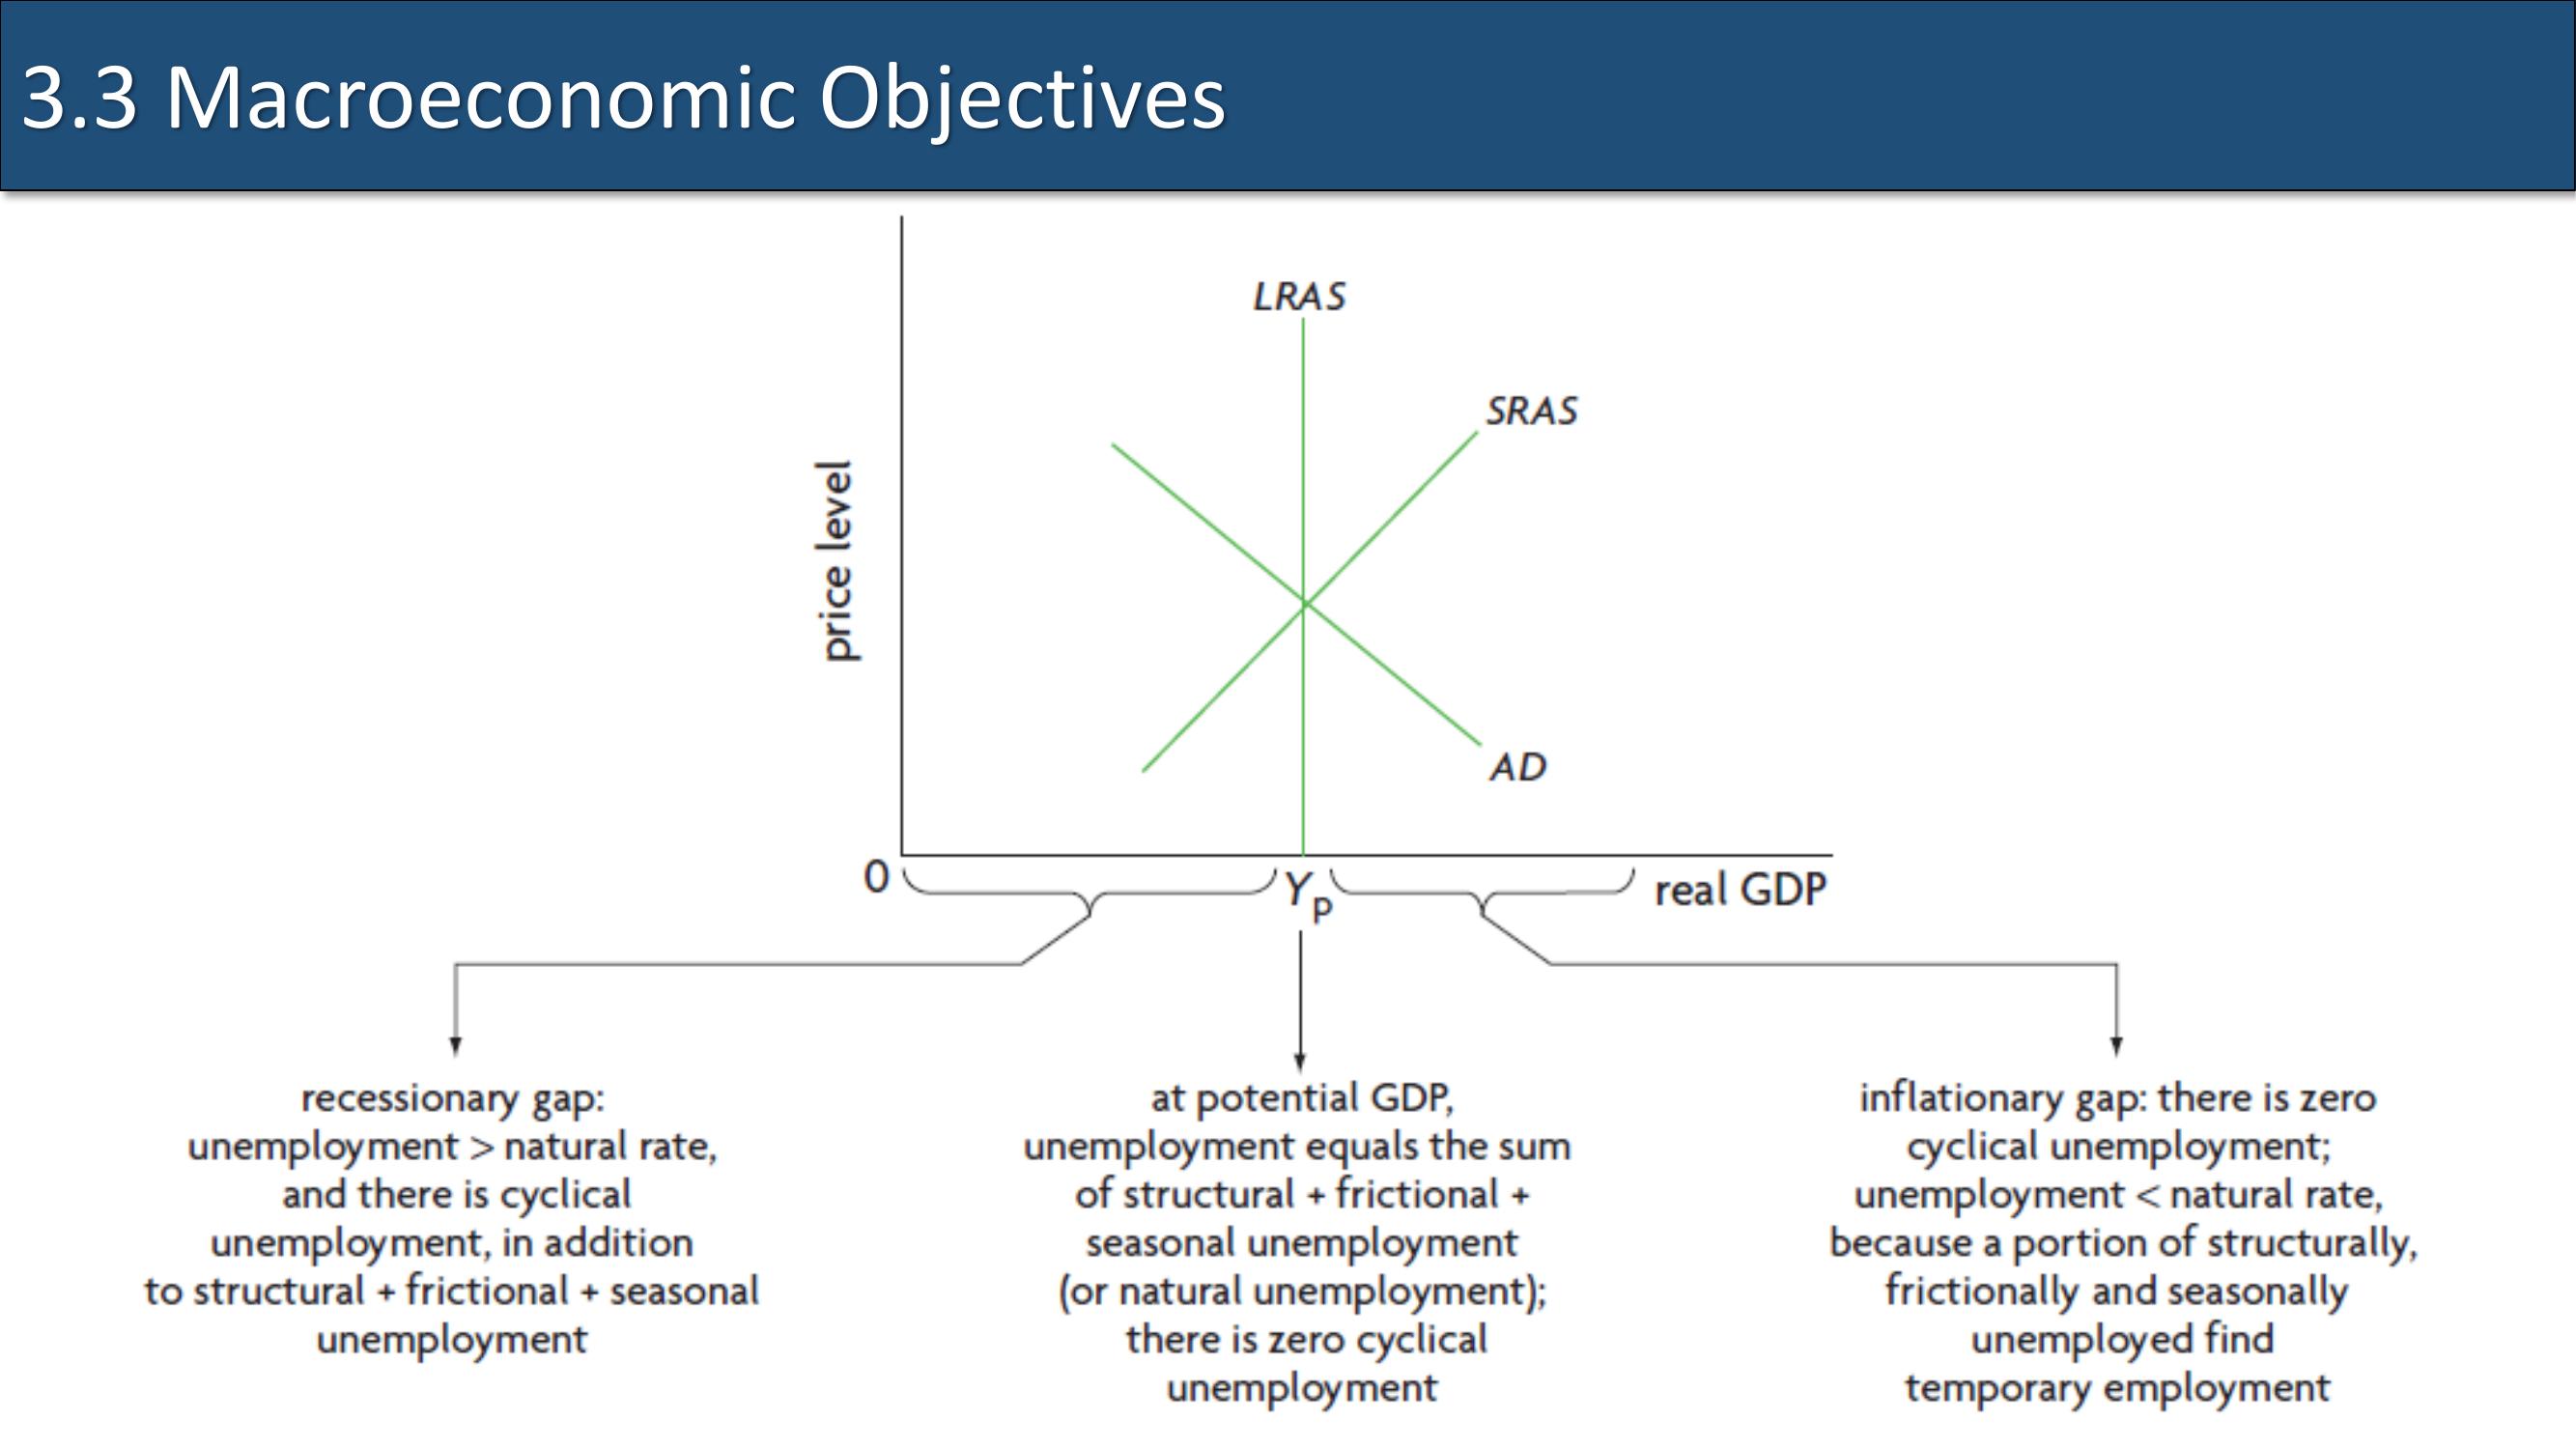 3.3 Macroeconomic Objectives
LRAS
SRAS
price level
AD
0
Yp
real GDP
recessionary gap:
unemployment > natural rate,
and there is cyclical
unemployment, in addition
to structural + frictional + seasonal
unemployment
at potential GDP,
unemployment equals the sum
of structural + frictional +
seasonal unemployment
(or natural unemployment);
there is zero cyclical
unemployment
inflationary gap: there is zero
cyclical unemployment;
unemployment < natural rate,
because a portion of structurally,
frictionally and seasonally
unemployed find
temporary employment